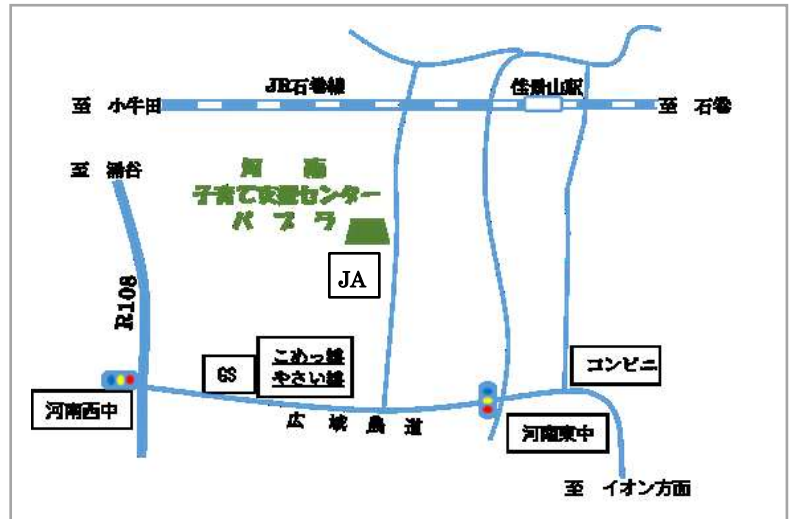 JR石巻線
佳景山駅
至 小牛田
至 石巻
至 涌谷
河 南
子育て支援センター
パ プ ラ
JA
R108
GS
こめっ娘
やさい娘
コンビニ
河南西中
広 域 農 道
河南東中
至 イオン方面